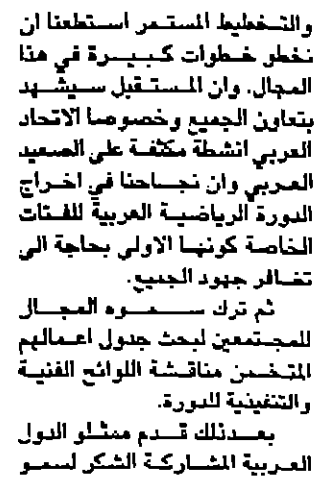 والتخطيط المستمر استطعنا ان
نخطو خطوات كبيرة في هذا
المجال. وان المستقبل سيشهد
بتعاون الجميع وخصوصا الاتحاد
العربي انشطة مكثفة على الصعيد
العربي وان نجاحنا في اخراج
الدورة الرياضية العربية للفئات
الخاصة كونها الاولى بحاجة الى
تضافر جهود الجميع.
ثم ترك سموه المجال
للمجتمعين لبحث جدول اعمالهم
المتضمن مناقشة اللوائح الفنية
والتنفيذية للدورة.
بعدذلك قدم ممثلو الدول
العربية المشاركة الشكر لسمو